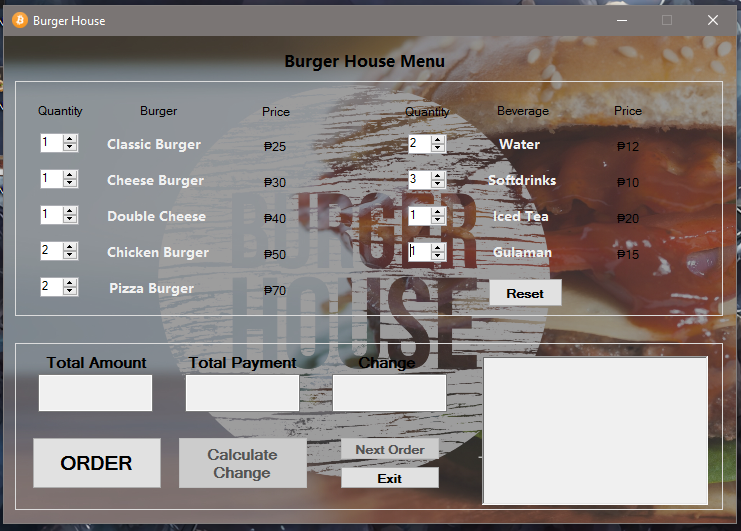 Burger House
Burger House Menu
Quantity Burger Price Quantity Beverage Price
1 Classic Burger ₱25 2 Water ₱12
1 Cheese Burger ₱30 3 Softdrinks ₱10
1 Double Cheese ₱40 1 Iced Tea ₱20
2 Chicken Burger ₱50 1 Gulaman ₱15
2 Pizza Burger ₱70 Reset
BURGER
HOUSE
Total Amount Total Payment Change
ORDER
Calculate
Change
Next Order
Exit